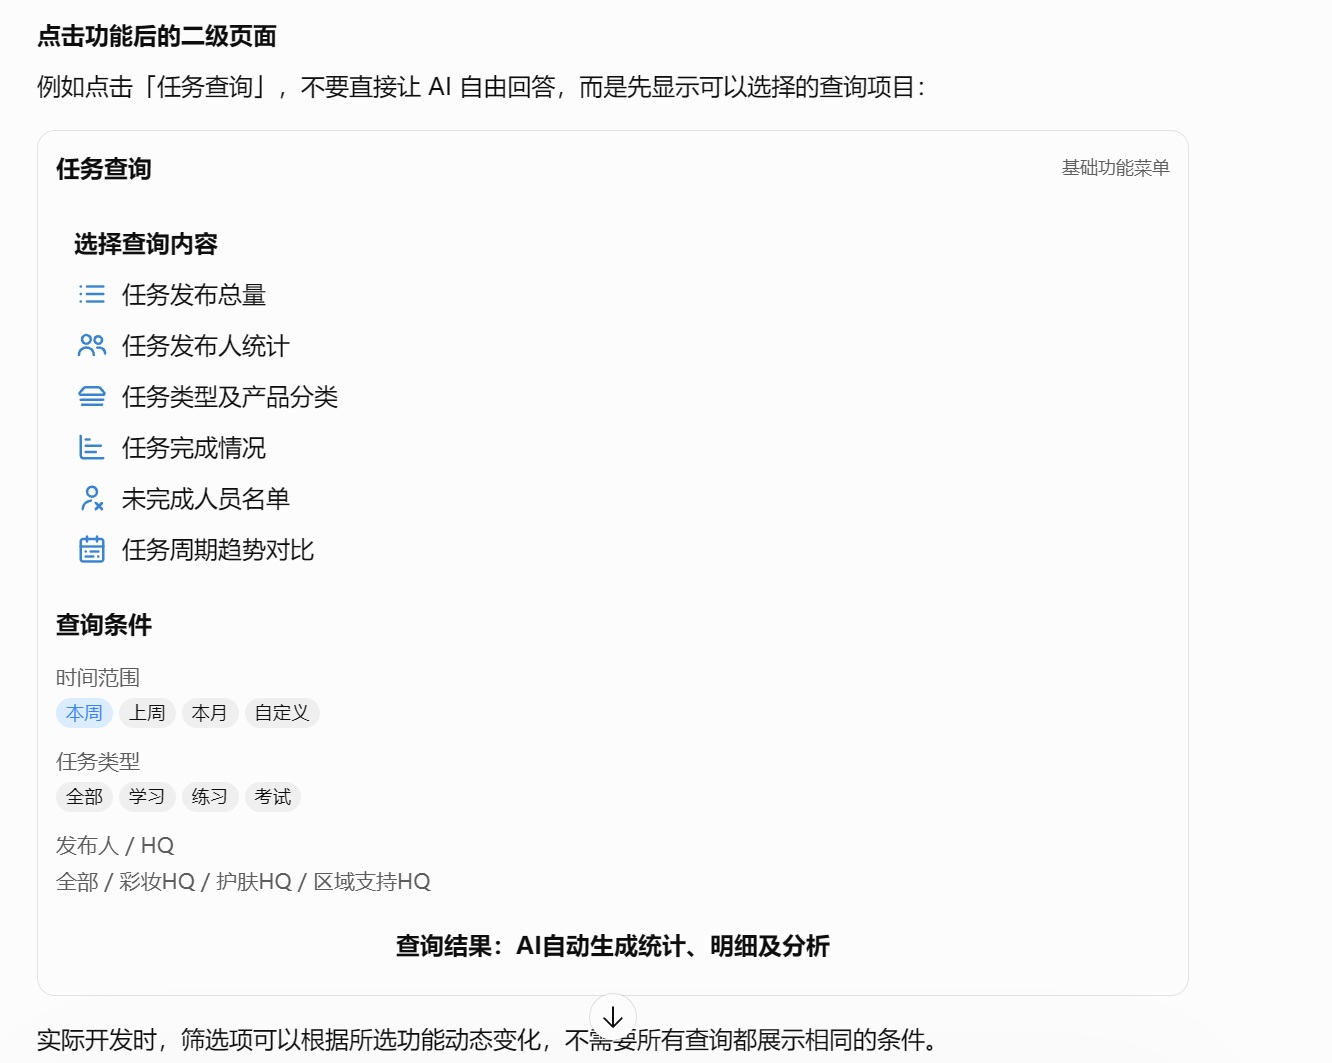 点击功能后的二级页面
例如点击「任务查询」，不要直接让 AI 自由回答，而是先显示可以选择的查询项目：
任务查询
基础功能菜单
选择查询内容
任务发布总量
任务发布人统计
任务类型及产品分类
任务完成情况
未完成人员名单
任务周期趋势对比
查询条件
时间范围
本周 上周 本月 自定义
任务类型
全部 学习 练习 考试
发布人 / HQ
全部 / 彩妆HQ / 护肤HQ / 区域支持HQ
查询结果：AI自动生成统计、明细及分析
实际开发时，筛选项可以根据所选功能动态变化，不需要所有查询都展示相同的条件。